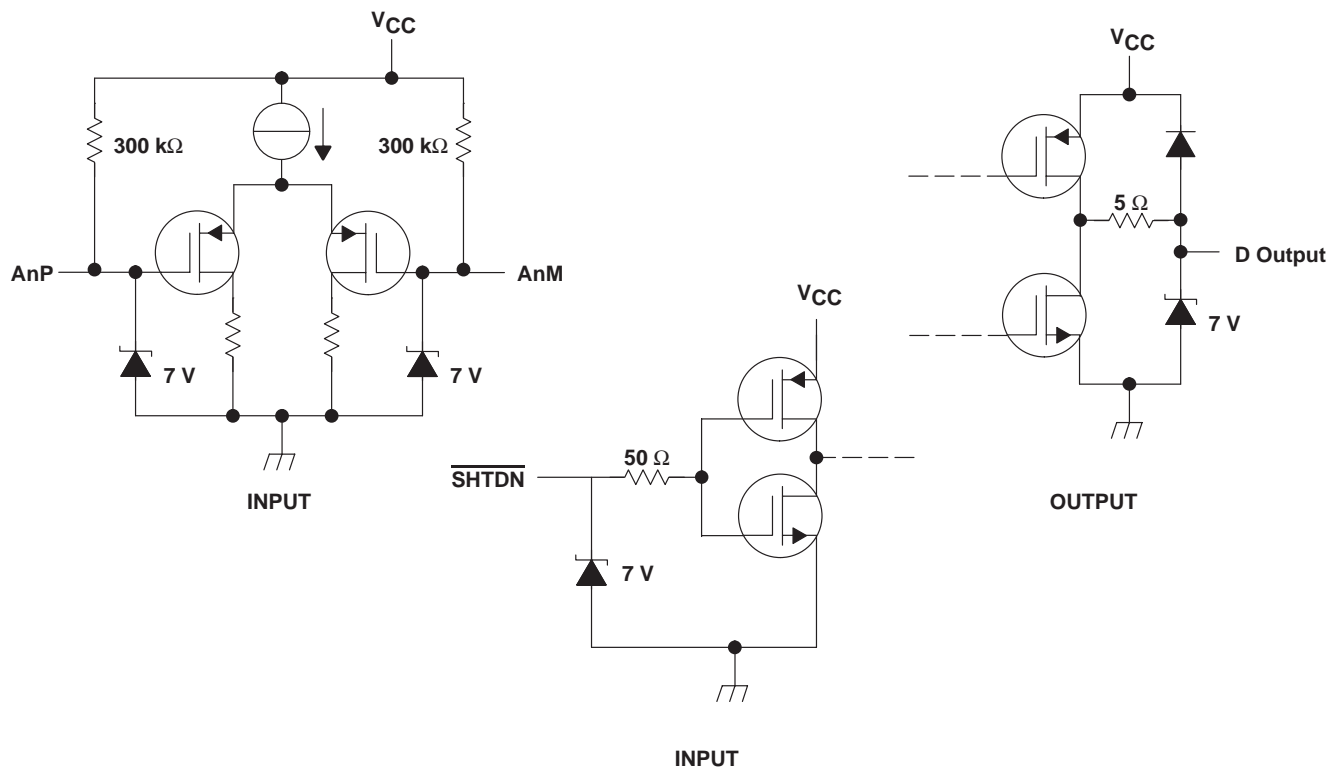 VCC
300 kΩ
300 kΩ
AnP
AnM
7 V
7 V
INPUT
VCC
50 Ω
SHTDN
7 V
INPUT
VCC
5 Ω
D Output
7 V
OUTPUT